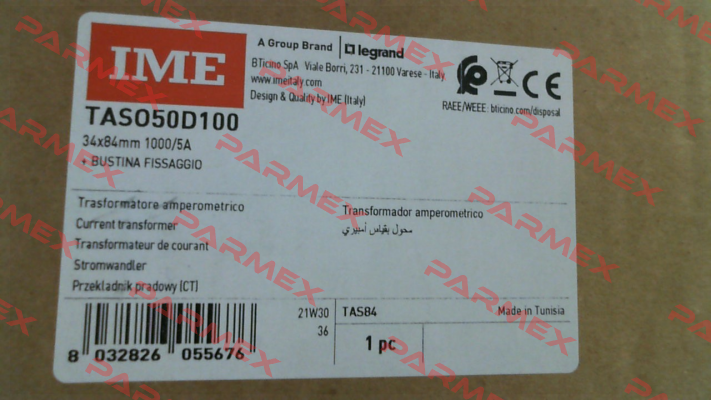 IME
A Group Brand legrand
BTicino SpA Viale Borri, 231 - 21100 Varese - Italy
www.imeitaly.com
Design & Quality by IME (Italy)
CE
RAEE/WEEE: bticino.com/disposal
TASO50D100
34x84mm 1000/5A
+ BUSTINA FISSAGGIO
Trasformatore amperometrico
Current transformer
Transformateur de courant
Stromwandler
Przekladnik pradowy (CT)
Transformador amperometrico
محول بقياس أمبيري
21W30
36
TAS84
Made in Tunisia
1 pc
8 032826 055676
PARMEX